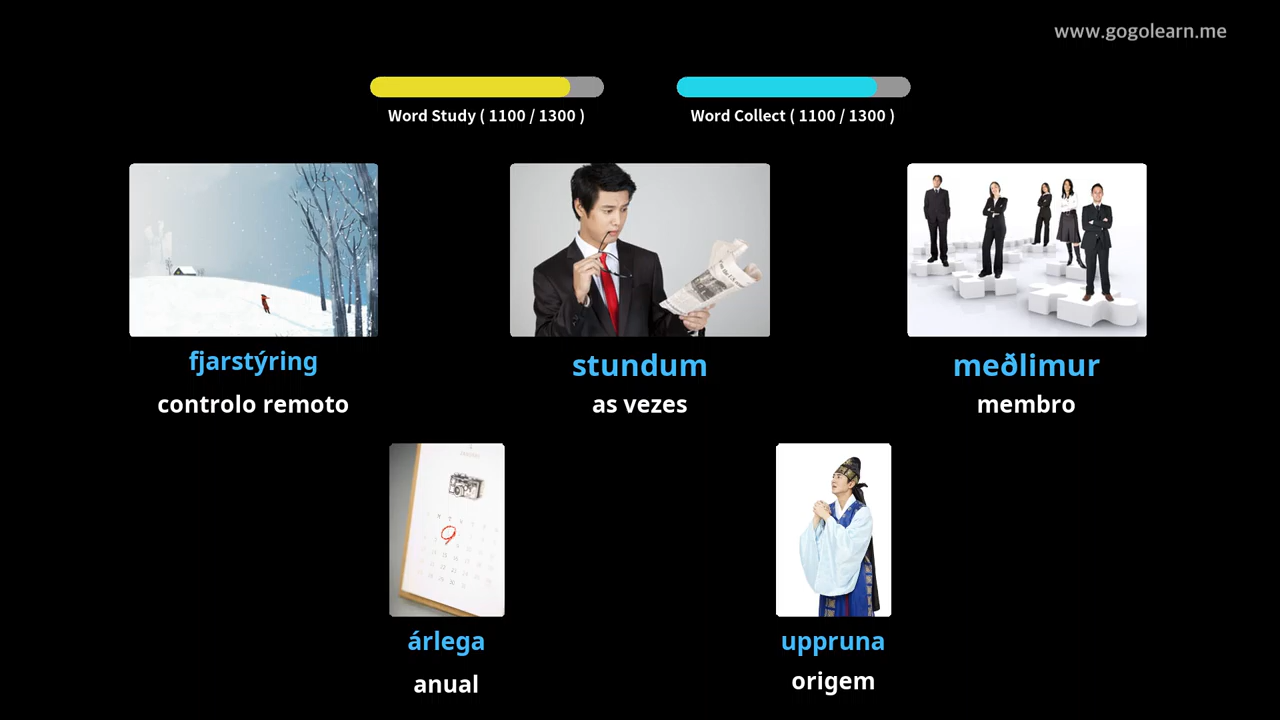 www.gogolearn.me
Word Study ( 1100 / 1300 )
Word Collect ( 1100 / 1300 )
fjarstýring
stundum
meðlimur
controlo remoto
as vezes
membro
9
árlega
uppruna
anual
origem